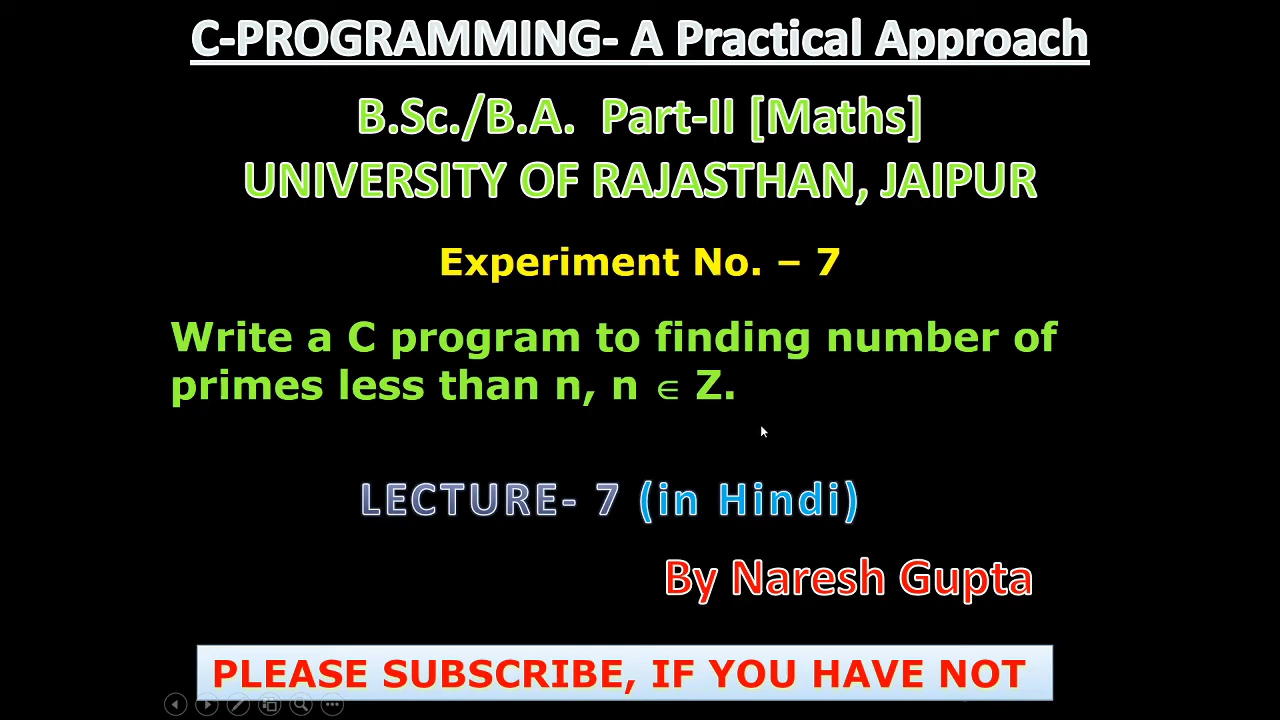 C-PROGRAMMING- A Practical Approach
B.Sc./B.A. Part-II [Maths]
UNIVERSITY OF RAJASTHAN, JAIPUR
Experiment No. – 7
Write a C program to finding number of
primes less than n, n ∈ Z.
LECTURE- 7 (in Hindi)
By Naresh Gupta
PLEASE SUBSCRIBE, IF YOU HAVE NOT